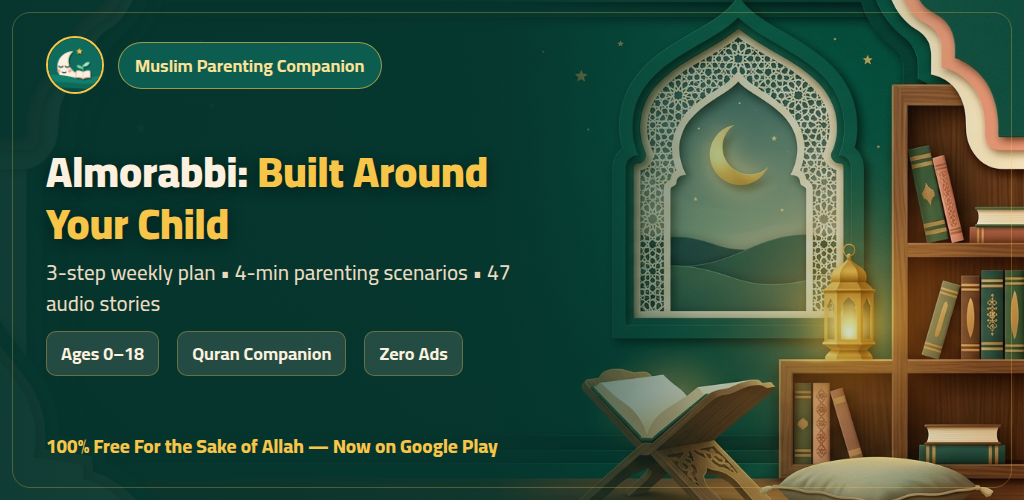 Muslim Parenting Companion
Almorabbi: Built Around
Your Child
3-step weekly plan ▪ 4-min parenting scenarios ▪ 47
audio stories
Ages 0–18
Quran Companion
Zero Ads
100% Free For the Sake of Allah — Now on Google Play